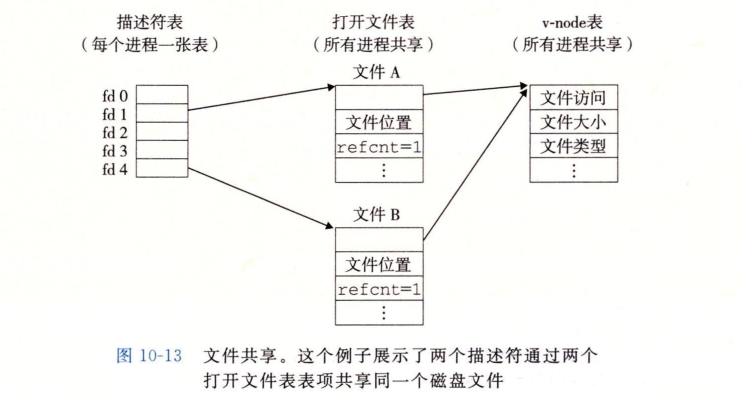 描述符表
(每个进程一张表)
打开文件表
(所有进程共享)
v-node表
(所有进程共享)
fd 0
fd 1
fd 2
fd 3
fd 4
文件 A
文件位置
refcnt=1
⋮
文件 B
文件位置
refcnt=1
⋮
文件访问
文件大小
文件类型
⋮
图 10-13 文件共享。这个例子展示了两个描述符通过两个
打开文件表表项共享同一个磁盘文件